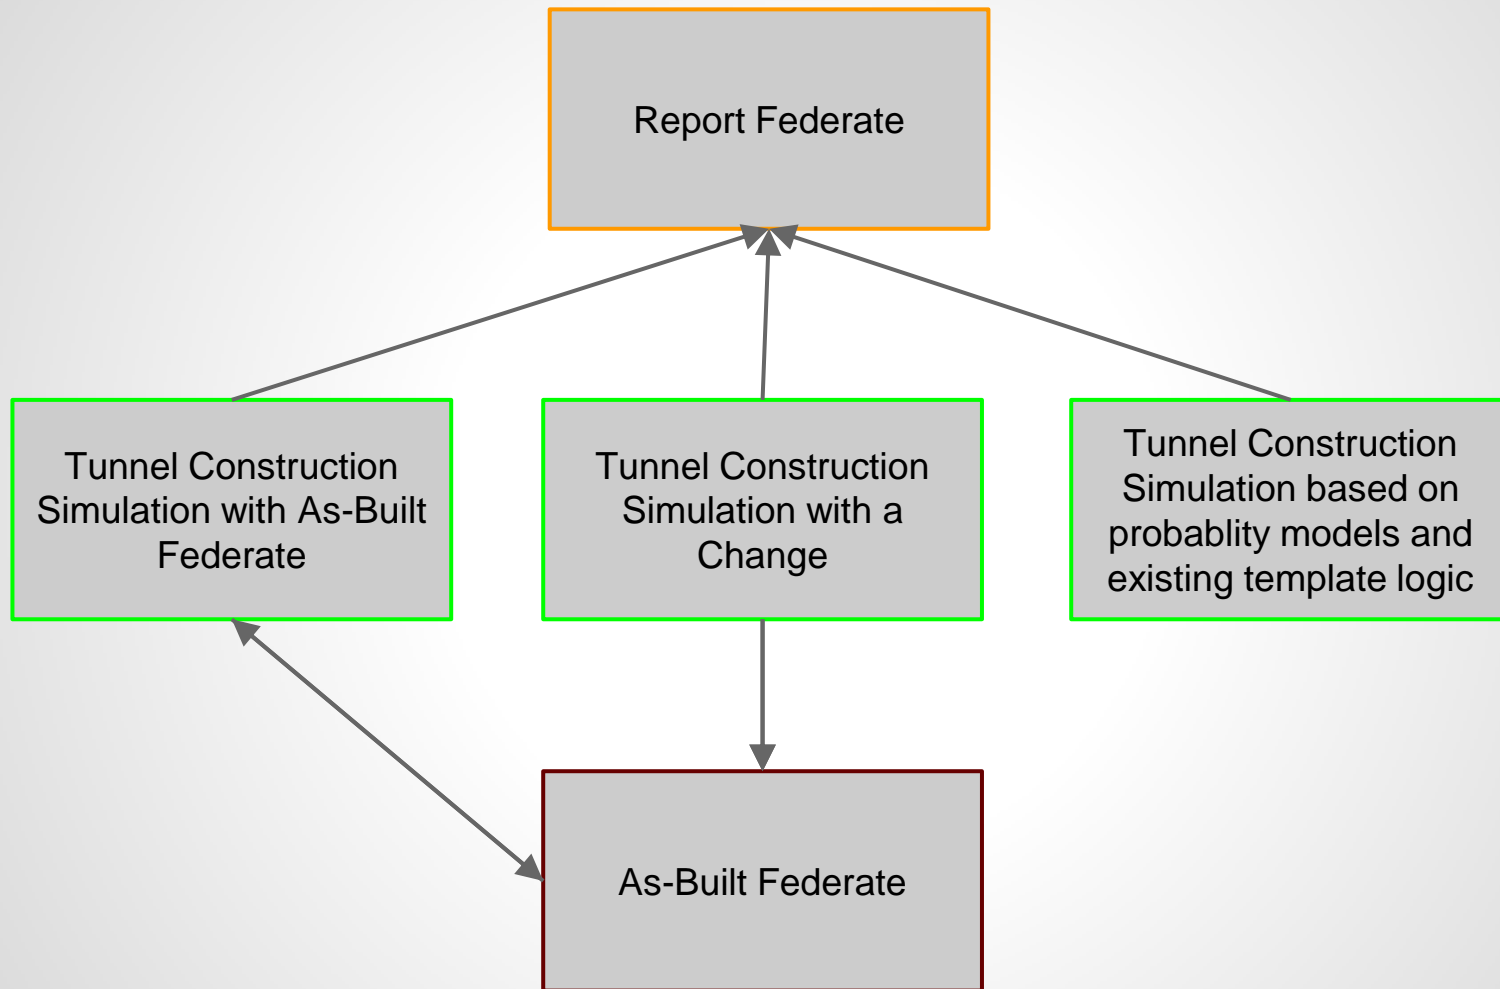 Report Federate
Tunnel Construction
Simulation with As-Built
Federate
Tunnel Construction
Simulation with a
Change
Tunnel Construction
Simulation based on
probablity models and
existing template logic
As-Built Federate